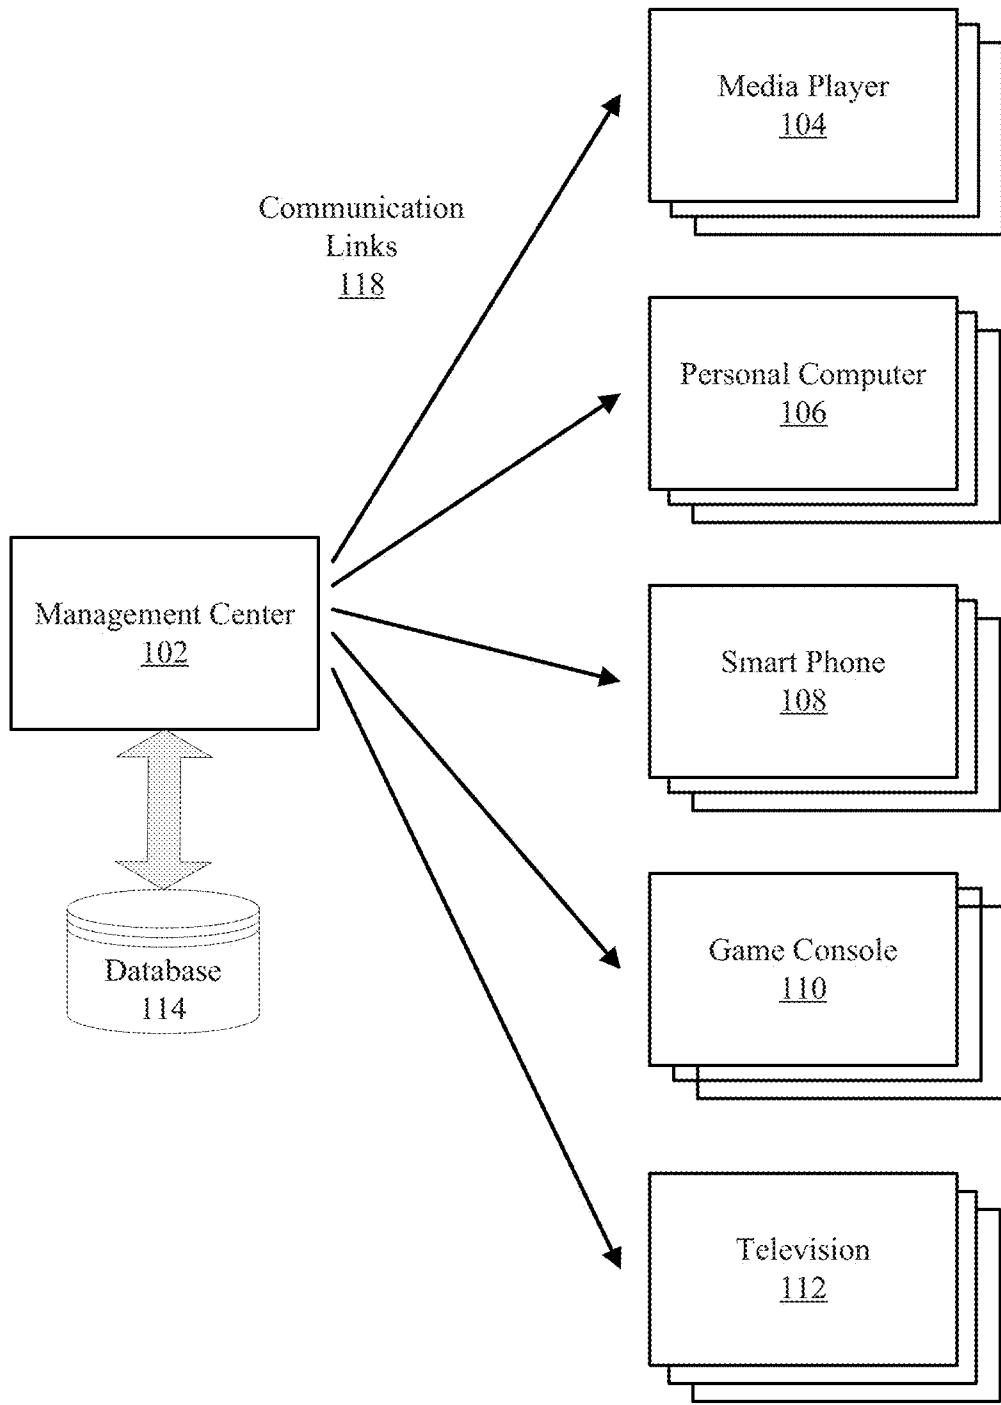 Media Player
104
Communication
Links
118
Personal Computer
106
Management Center
102
Smart Phone
108
Database
114
Game Console
110
Television
112